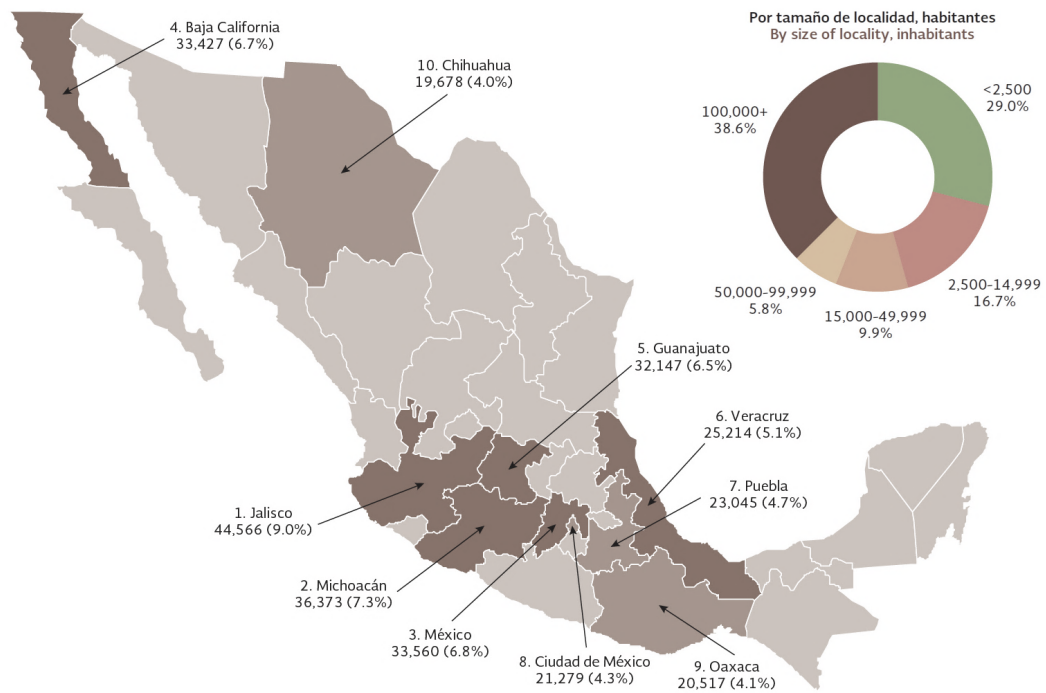 Por tamaño de localidad, habitantes
By size of locality, inhabitants
<2,500
29.0%
2,500-14,999
16.7%
15,000-49,999
9.9%
50,000-99,999
5.8%
100,000+
38.6%
4. Baja California
33,427 (6.7%)
10. Chihuahua
19,678 (4.0%)
5. Guanajuato
32,147 (6.5%)
6. Veracruz
25,214 (5.1%)
7. Puebla
23,045 (4.7%)
1. Jalisco
44,566 (9.0%)
2. Michoacán
36,373 (7.3%)
3. México
33,560 (6.8%)
8. Ciudad de México
21,279 (4.3%)
9. Oaxaca
20,517 (4.1%)